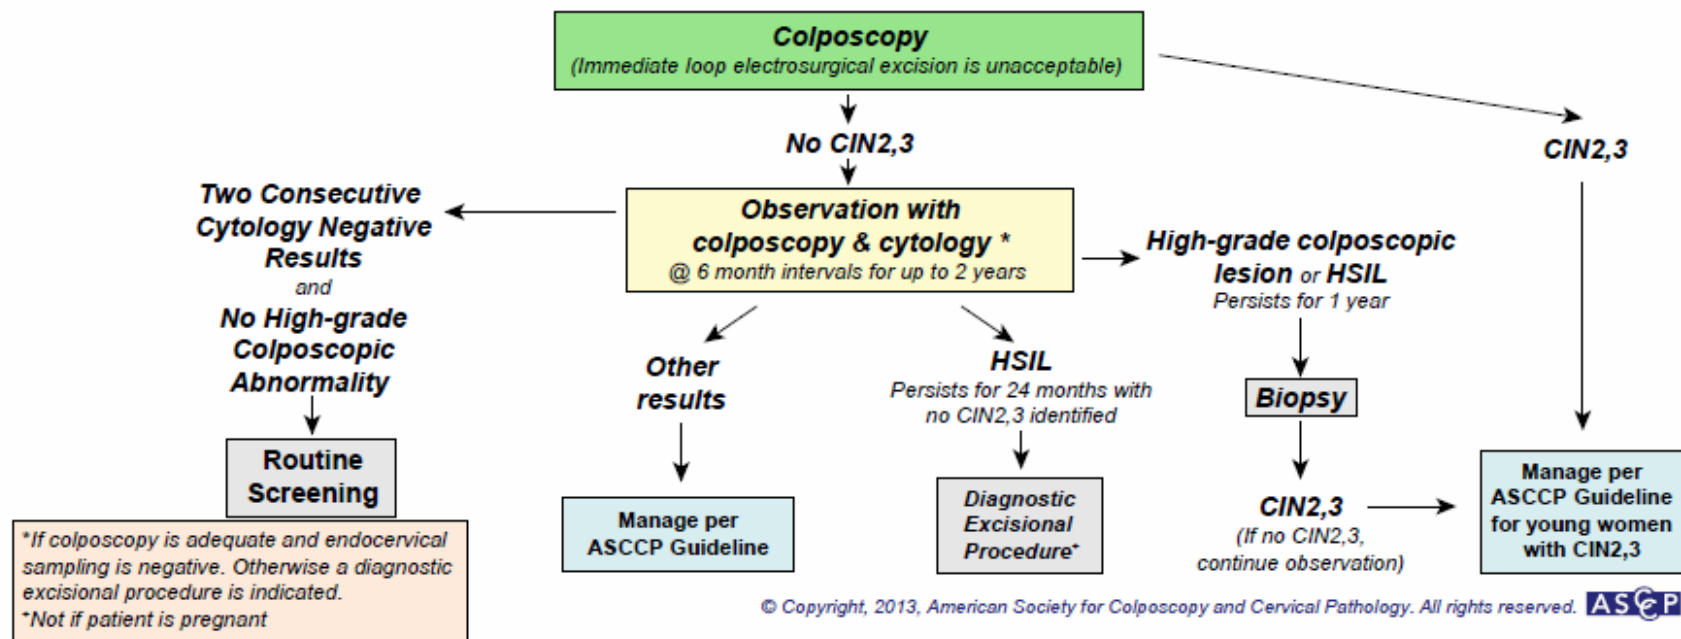 Colposcopy
(Immediate loop electrosurgical excision is unacceptable)
No CIN2,3
CIN2,3
Two Consecutive
Cytology Negative
Results
and
No High-grade
Colposcopic
Abnormality
Routine
Screening
Observation with
colposcopy & cytology *
@ 6 month intervals for up to 2 years
Other
results
Manage per
ASCCP Guideline
HSIL
Persists for 24 months with
no CIN2,3 identified
Diagnostic
Excisional
Procedure+
High-grade colposcopic
lesion or HSIL
Persists for 1 year
Biopsy
CIN2,3
(If no CIN2,3,
continue observation)
Manage per
ASCCP Guideline
for young women
with CIN2,3
*If colposcopy is adequate and endocervical
sampling is negative. Otherwise a diagnostic
excisional procedure is indicated.
+Not if patient is pregnant
© Copyright, 2013, American Society for Colposcopy and Cervical Pathology. All rights reserved.
ASCCP